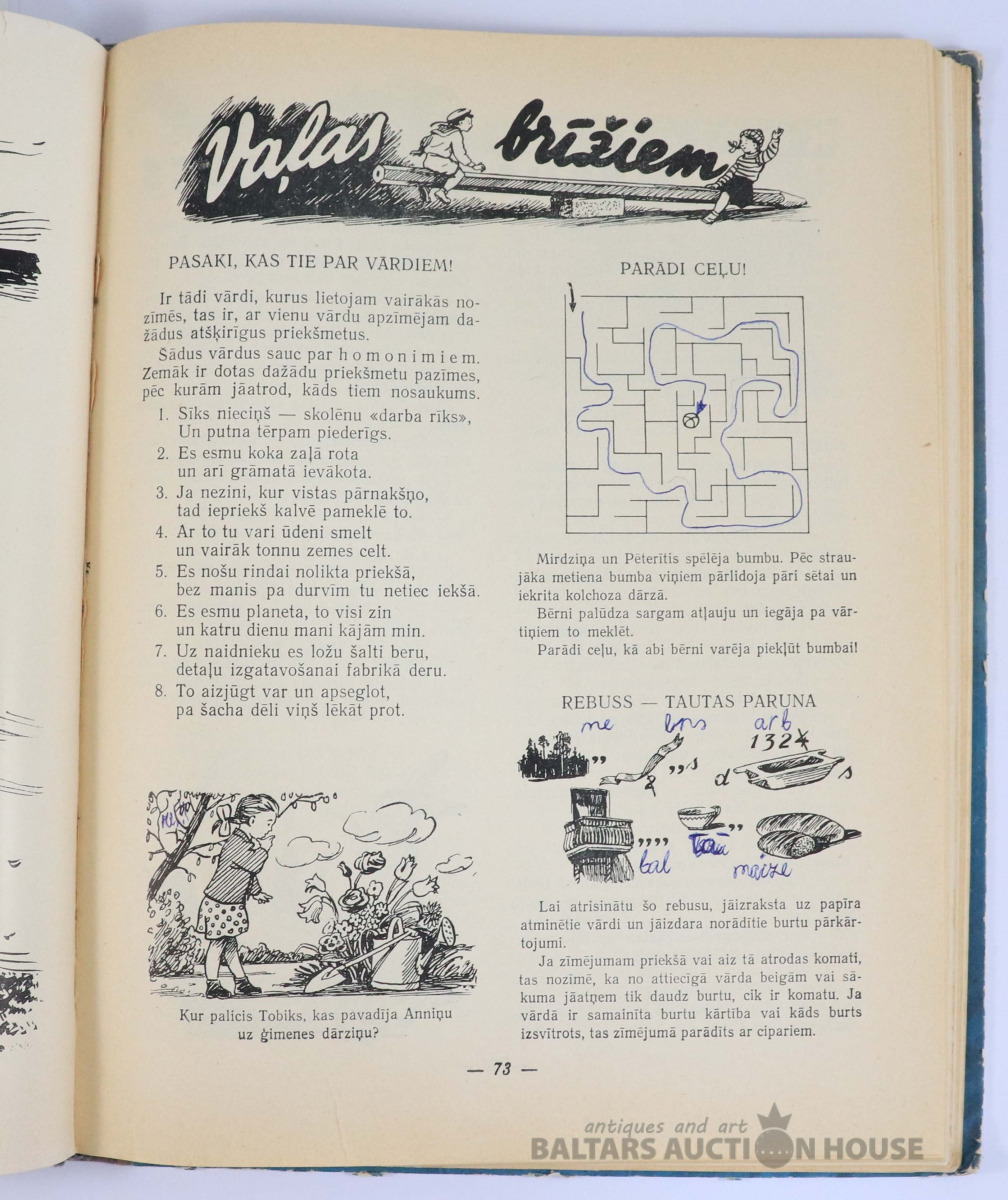 Vaļas brīžiem
PASAKI, KAS TIE PAR VĀRDIEM!
Ir tādi vārdi, kurus lietojam vairākās no-
zīmēs, tas ir, ar vienu vārdu apzīmējam da-
žādus atšķirīgus priekšmetus.
Šādus vārdus sauc par homonimiem.
Zemāk ir dotas dažādu priekšmetu pazīmes,
pēc kurām jāatrod, kāds tiem nosaukums.
1. Sīks nieciņš — skolēnu «darba rīks»,
Un putna tērpam piederīgs.
2. Es esmu koka zaļā rota
un arī grāmatā ievākota.
3. Ja nezini, kur vistas pārnakšņo,
tad iepriekš kalvē pameklē to.
4. Ar to tu vari ūdeni smelt
un vairāk tonnu zemes celt.
5. Es nošu rindai nolikta priekšā,
bez manis pa durvīm tu netiec iekšā.
6. Es esmu planeta, to visi zin
un katru dienu mani kājām min.
7. Uz naidnieku es ložu šalti beru,
detaļu izgatavošanai fabrikā deru.
8. To aizjūgt var un apseglot,
pa šacha dēli viņš lēkāt prot.
Kur palicis Tobiks, kas pavadīja Anniņu
uz ģimenes dārziņu?
PARĀDI CEĻU!
Mirdziņa un Pēterītis spēlēja bumbu. Pēc strau-
jāka metiena bumba viņiem pārlidoja pāri sētai un
iekrita kolchoza dārzā.
Bērni palūdza sargam atļauju un iegāja pa vār-
tiņiem to meklēt.
Parādi ceļu, kā abi bērni varēja piekļūt bumbai!
REBUSS — TAUTAS PARUNA
ne bns arb
1324
,, ,,s d s
,,,, ,,
bal maize
Lai atrisinātu šo rebusu, jāizraksta uz papīra
atminētie vārdi un jāizdara norādītie burtu pārkār-
tojumi.
Ja zīmējumam priekšā vai aiz tā atrodas komati,
tas nozīmē, ka no attiecīgā vārda beigām vai sā-
kuma jāatņem tik daudz burtu, cik ir komatu. Ja
vārdā ir samainīta burtu kārtība vai kāds burts
izsvītrots, tas zīmējumā parādīts ar cipariem.
— 73 —
antiques and art
BALTARS AUCTION HOUSE